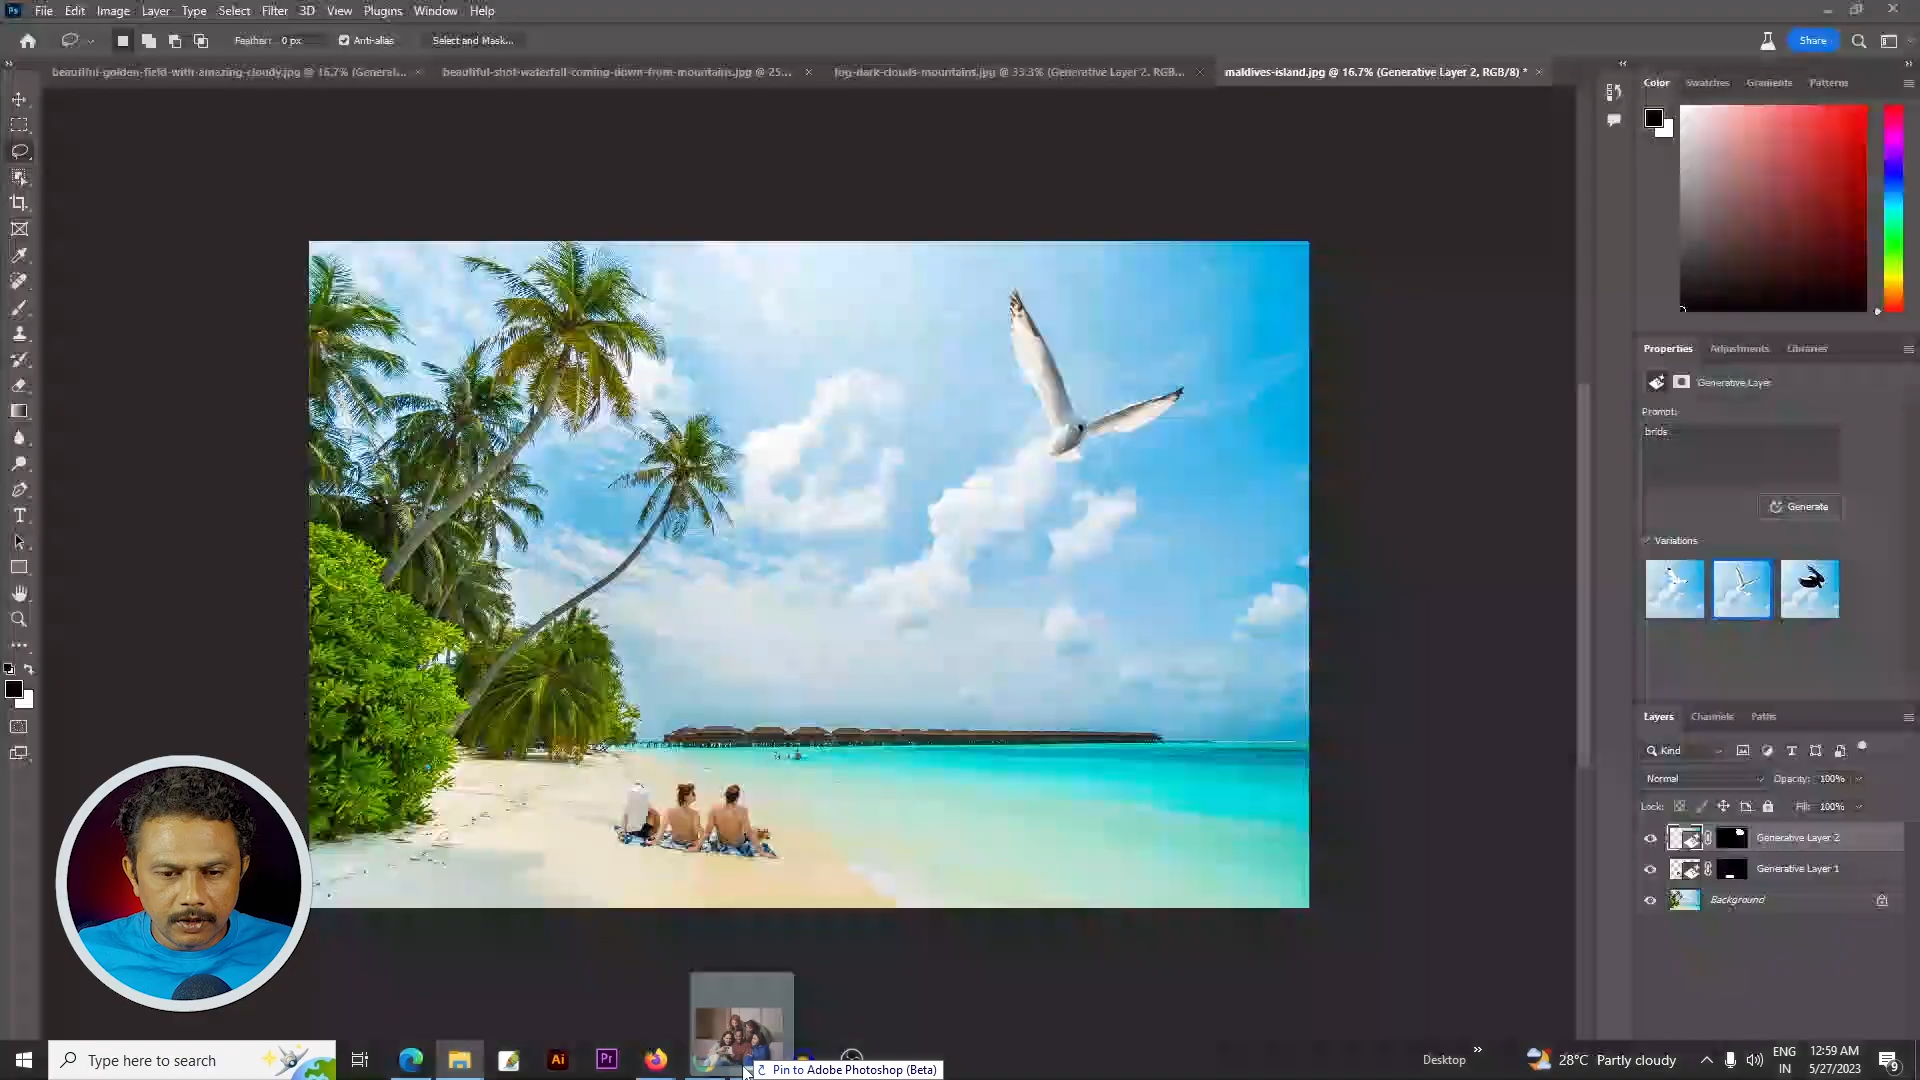 Ps File Edit Image Layer Type Select Filter 3D View Plugins Window Help
Feather: 0 px Anti-alias Select and Mask... Share
beautiful-golden-field-with-amazing-cloudy.jpg @ 16.7% (General... × beautiful-shot-waterfall-coming-down-from-mountains.jpg @ 25... × fog-dark-clouds-mountains.jpg @ 33.3% (Generative Layer 2, RGB... × maldives-island.jpg @ 16.7% (Generative Layer 2, RGB/8) * ×
Color Swatches Gradients Patterns
Properties Adjustments Libraries
Generative Layer
Prompt:
brids
Generate
Variations
Layers Channels Paths
Kind
Normal Opacity: 100%
Lock: Fill: 100%
Generative Layer 2
Generative Layer 1
Background
Type here to search
Ai Pr
Pin to Adobe Photoshop (Beta)
Desktop » 28°C Partly cloudy
ENG
IN
12:59 AM
5/27/2023
9